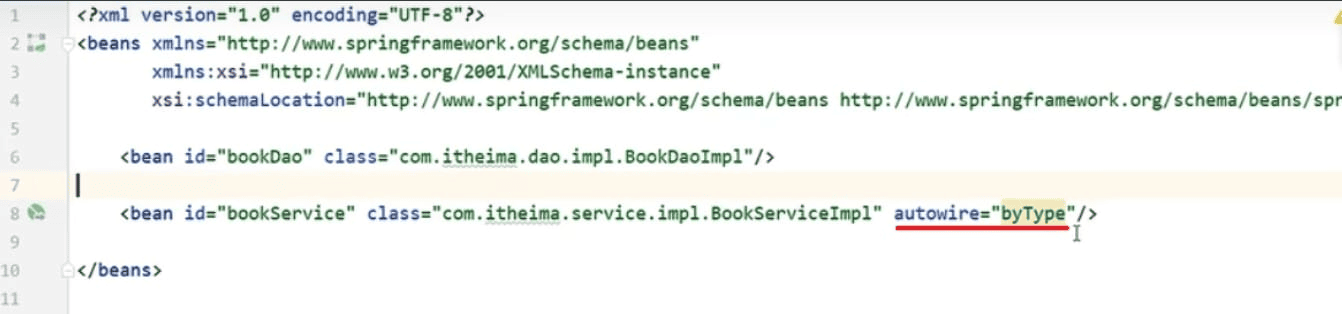 1 <?xml version="1.0" encoding="UTF-8"?>
2 <beans xmlns="http://www.springframework.org/schema/beans"
3 xmlns:xsi="http://www.w3.org/2001/XMLSchema-instance"
4 xsi:schemaLocation="http://www.springframework.org/schema/beans http://www.springframework.org/schema/beans/spr
5
6 <bean id="bookDao" class="com.itheima.dao.impl.BookDaoImpl"/>
7
8 <bean id="bookService" class="com.itheima.service.impl.BookServiceImpl" autowire="byType"/>
9
10 </beans>
11